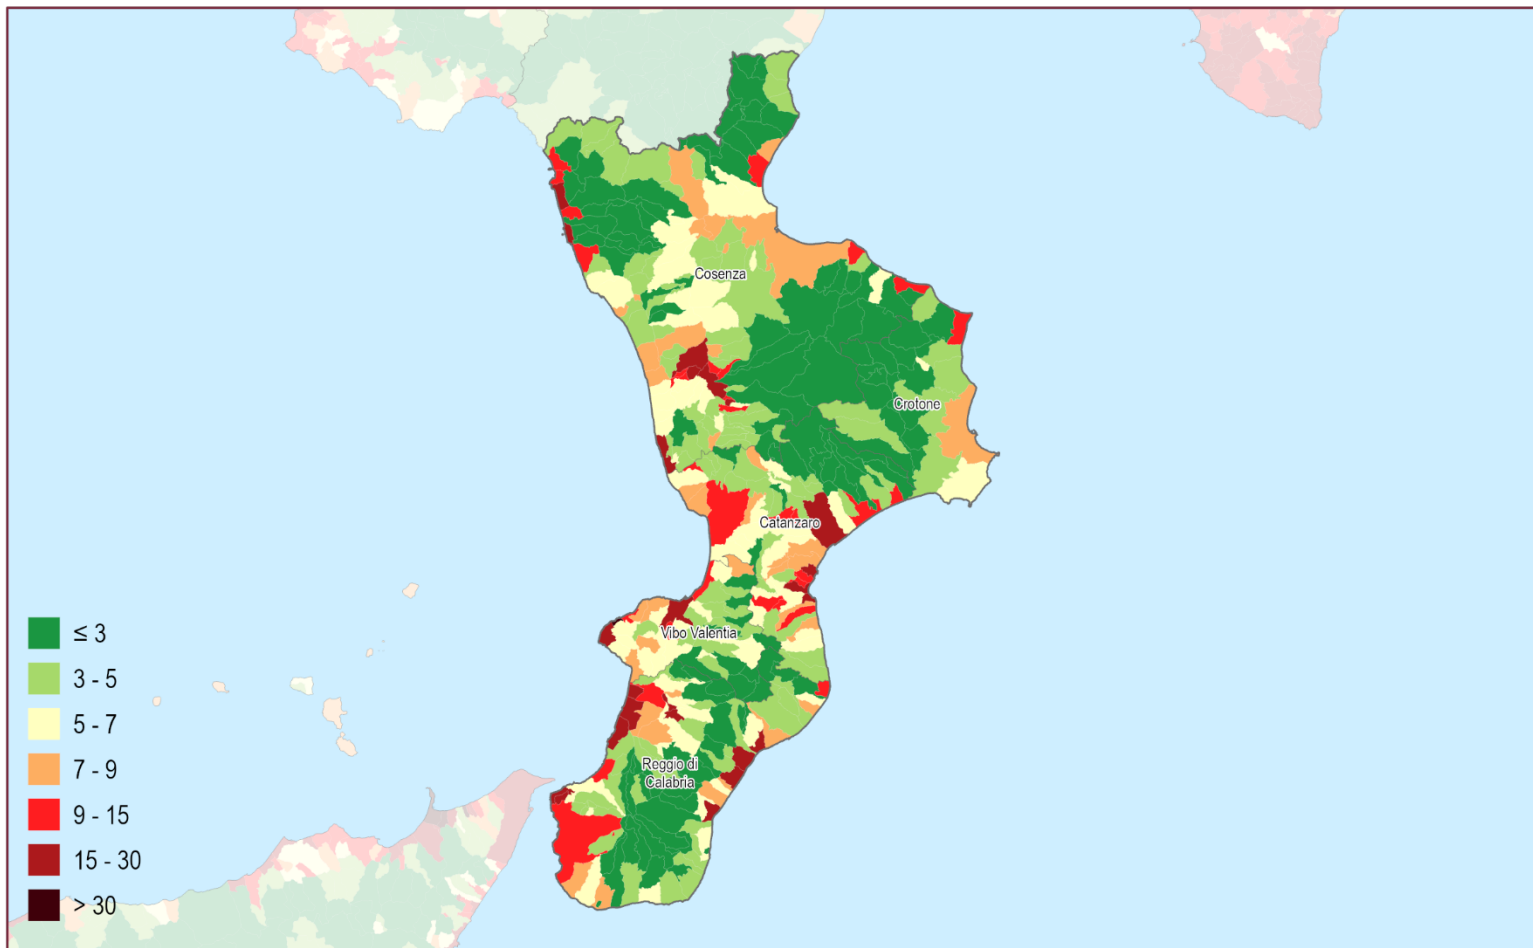 Cosenza
Crotone
Catanzaro
Vibo Valentia
Reggio di
Calabria
≤ 3
3 - 5
5 - 7
7 - 9
9 - 15
15 - 30
> 30